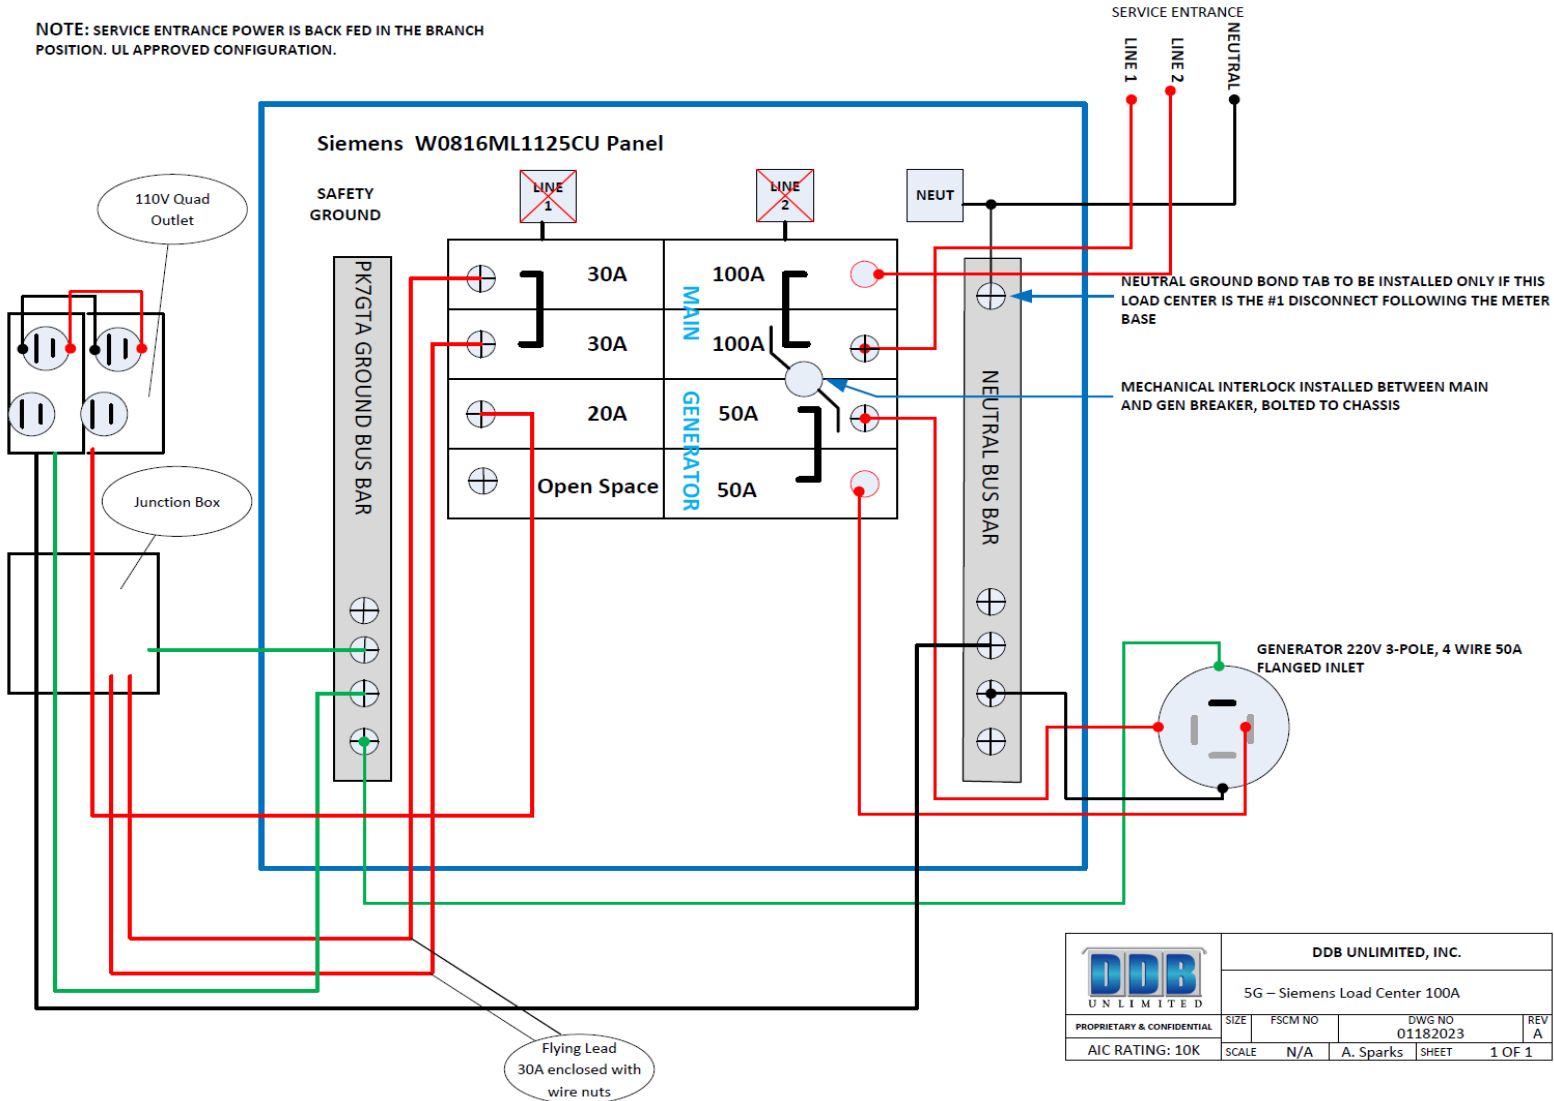 NOTE: SERVICE ENTRANCE POWER IS BACK FED IN THE BRANCH
POSITION. UL APPROVED CONFIGURATION.
SERVICE ENTRANCE
LINE 1
LINE 2
NEUTRAL
Siemens W0816ML1125CU Panel
110V Quad
Outlet
SAFETY
GROUND
LINE
1
LINE
2
NEUT
PK7GTA GROUND BUS BAR
30A
100A
30A
100A
20A
50A
Open Space
50A
MAIN
GENERATOR
NEUTRAL BUS BAR
NEUTRAL GROUND BOND TAB TO BE INSTALLED ONLY IF THIS
LOAD CENTER IS THE #1 DISCONNECT FOLLOWING THE METER
BASE
MECHANICAL INTERLOCK INSTALLED BETWEEN MAIN
AND GEN BREAKER, BOLTED TO CHASSIS
Junction Box
GENERATOR 220V 3-POLE, 4 WIRE 50A
FLANGED INLET
Flying Lead
30A enclosed with
wire nuts
DDB
UNLIMITED
PROPRIETARY & CONFIDENTIAL
AIC RATING: 10K
DDB UNLIMITED, INC.
5G – Siemens Load Center 100A
SIZE
FSCM NO
DWG NO
01182023
REV
A
SCALE
N/A
A. Sparks
SHEET
1 OF 1